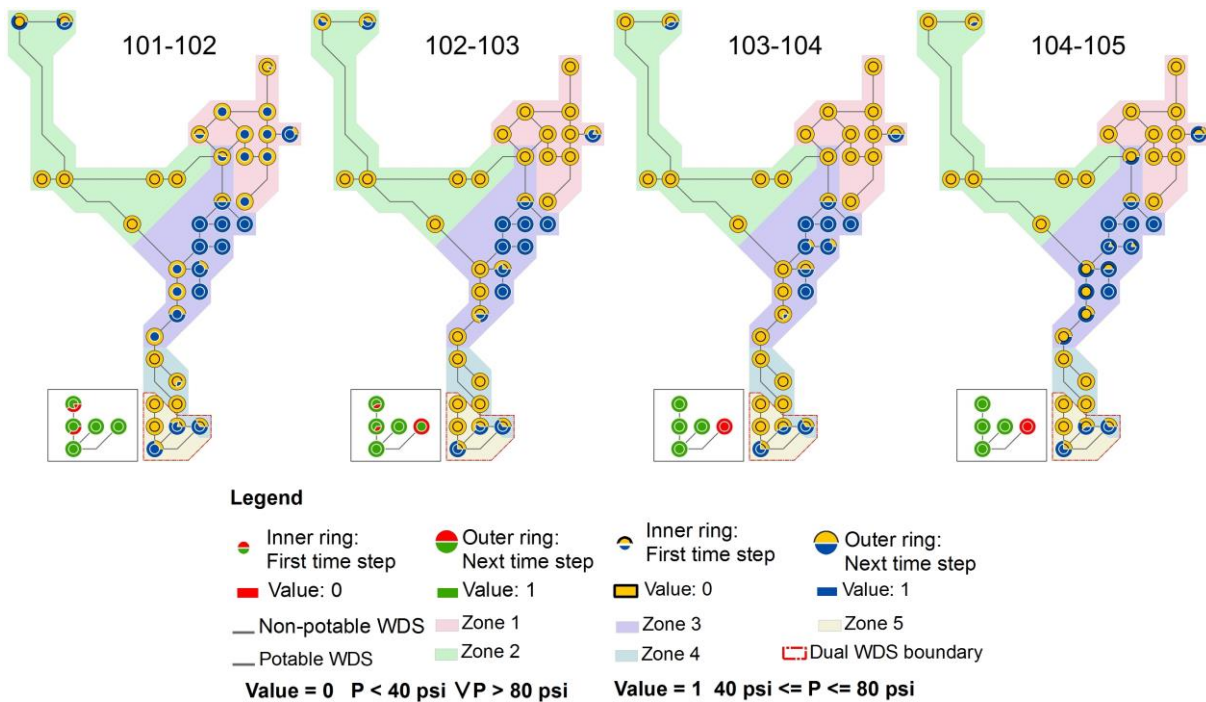 101-102 102-103 103-104 104-105
Legend
Inner ring: Outer ring: Inner ring: Outer ring:
First time step Next time step First time step Next time step
Value: 0 Value: 1 Value: 0 Value: 1
Non-potable WDS Zone 1 Zone 3 Zone 5
Potable WDS Zone 2 Zone 4 Dual WDS boundary
Value = 0 P < 40 psi ∨P > 80 psi Value = 1 40 psi <= P <= 80 psi